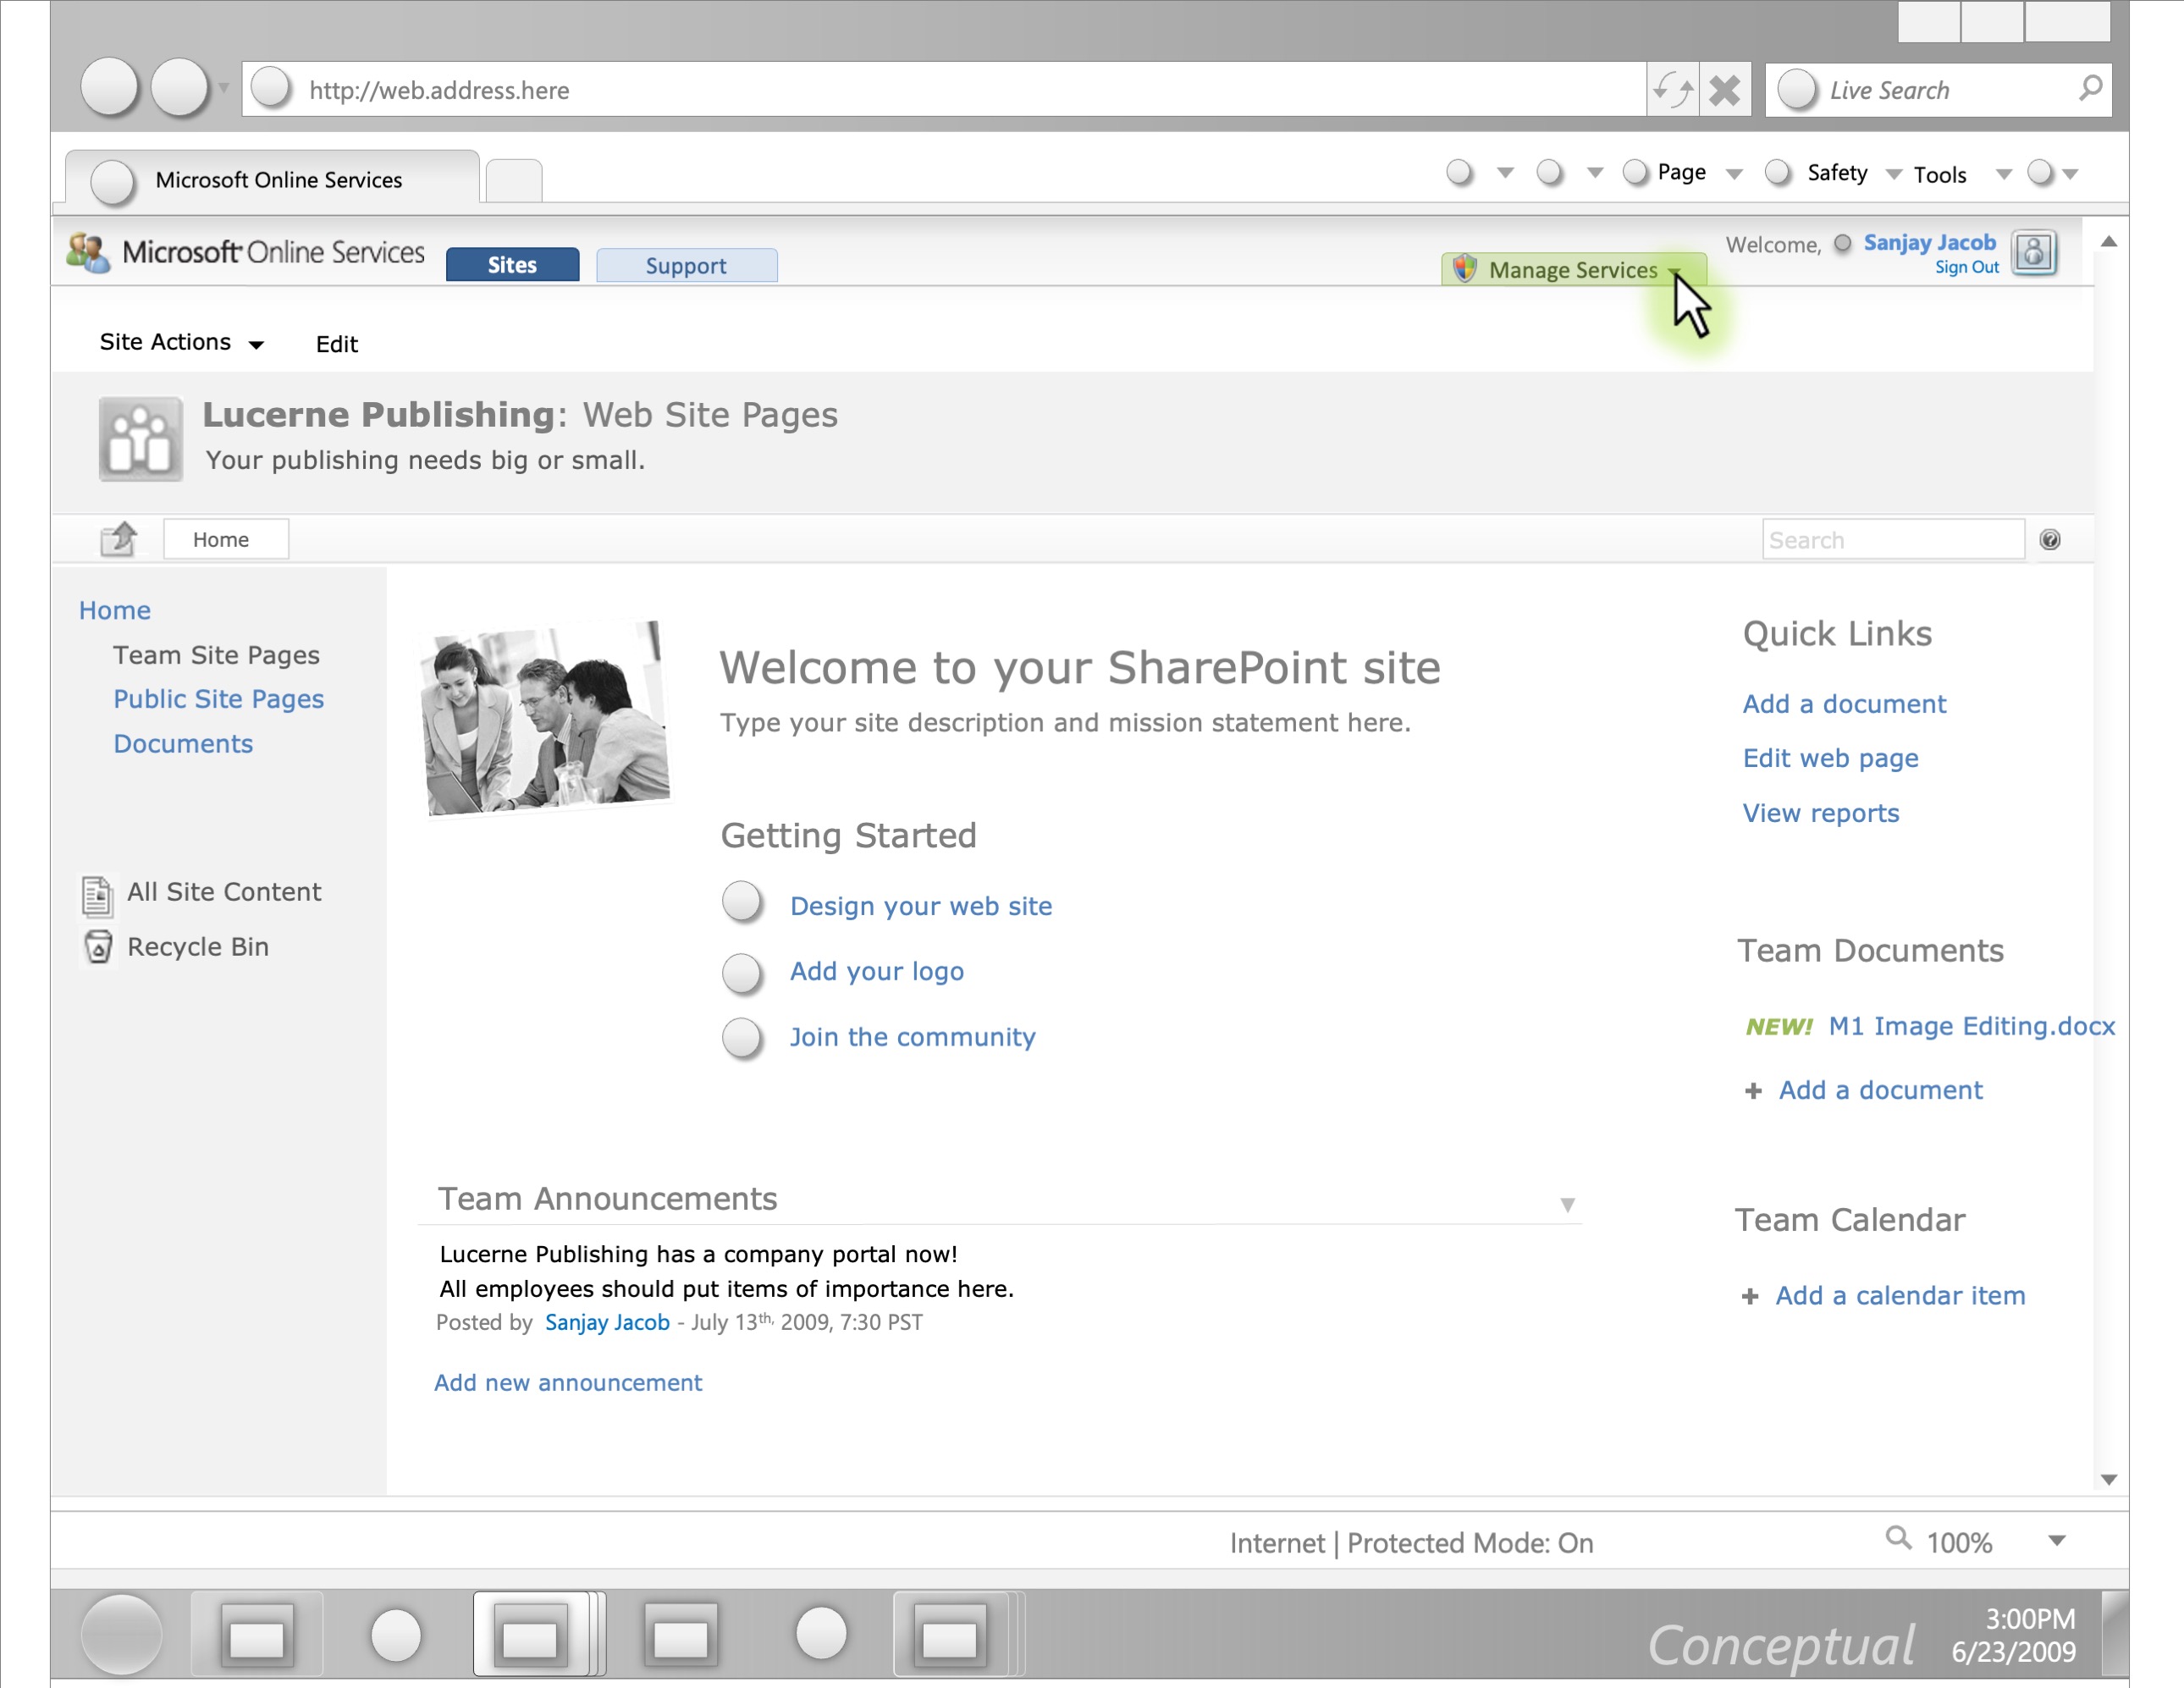 http://web.address.here
Live Search
Microsoft Online Services
Page
Safety
Tools
Microsoft Online Services
Sites
Support
Manage Services
Welcome, Sanjay Jacob
Sign Out
Site Actions
Edit
Lucerne Publishing: Web Site Pages
Your publishing needs big or small.
Home
Search
Home
Team Site Pages
Public Site Pages
Documents
All Site Content
Recycle Bin
Welcome to your SharePoint site
Type your site description and mission statement here.
Getting Started
Design your web site
Add your logo
Join the community
Team Announcements
Lucerne Publishing has a company portal now!
All employees should put items of importance here.
Posted by Sanjay Jacob - July 13th, 2009, 7:30 PST
Add new announcement
Quick Links
Add a document
Edit web page
View reports
Team Documents
NEW! M1 Image Editing.docx
+ Add a document
Team Calendar
+ Add a calendar item
Internet | Protected Mode: On
100%
Conceptual
3:00PM
6/23/2009